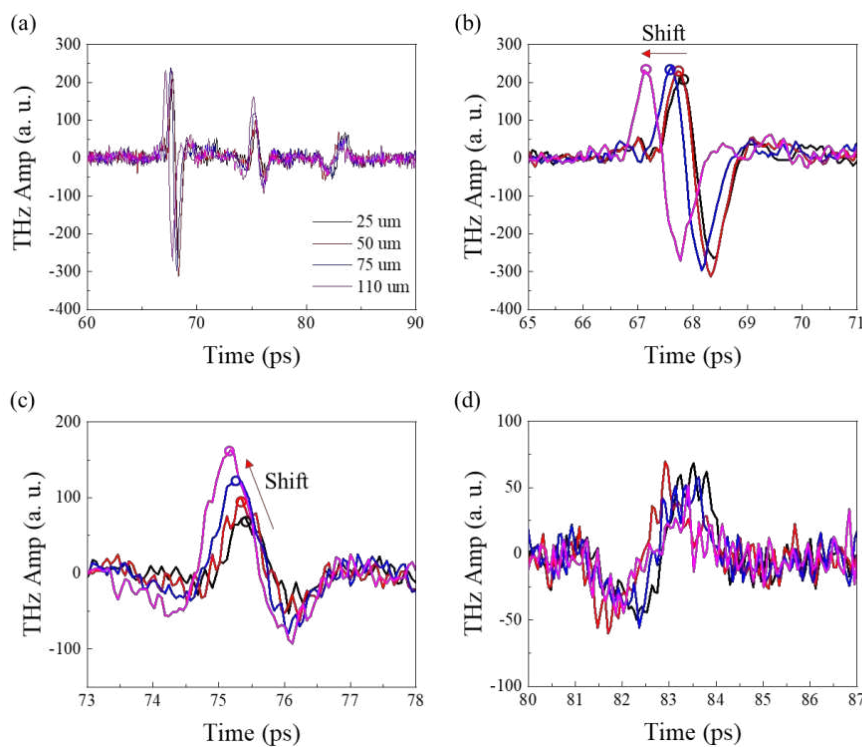 (a)
300
200
100
0
-100
-200
-300
-400
THz Amp (a. u.)
25 um
50 um
75 um
110 um
60 70 80 90
Time (ps)
(b)
Shift
300
200
100
0
-100
-200
-300
-400
THz Amp (a. u.)
65 66 67 68 69 70 71
Time (ps)
(c)
200
100
0
-100
THz Amp (a. u.)
Shift
73 74 75 76 77 78
Time (ps)
(d)
100
50
0
-50
-100
THz Amp (a. u.)
80 81 82 83 84 85 86 87
Time (ps)